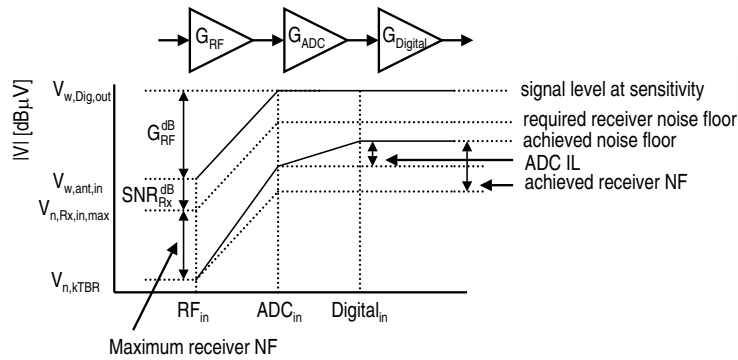 G_RF G_ADC G_Digital
|V| [dBµV]
V_w,Dig,out
signal level at sensitivity
required receiver noise floor
G_RF^dB
achieved noise floor
ADC IL
V_w,ant,in
achieved receiver NF
SNR_Rx^dB
V_n,Rx,in,max
V_n,kTBR
RF_in ADC_in Digital_in
Maximum receiver NF